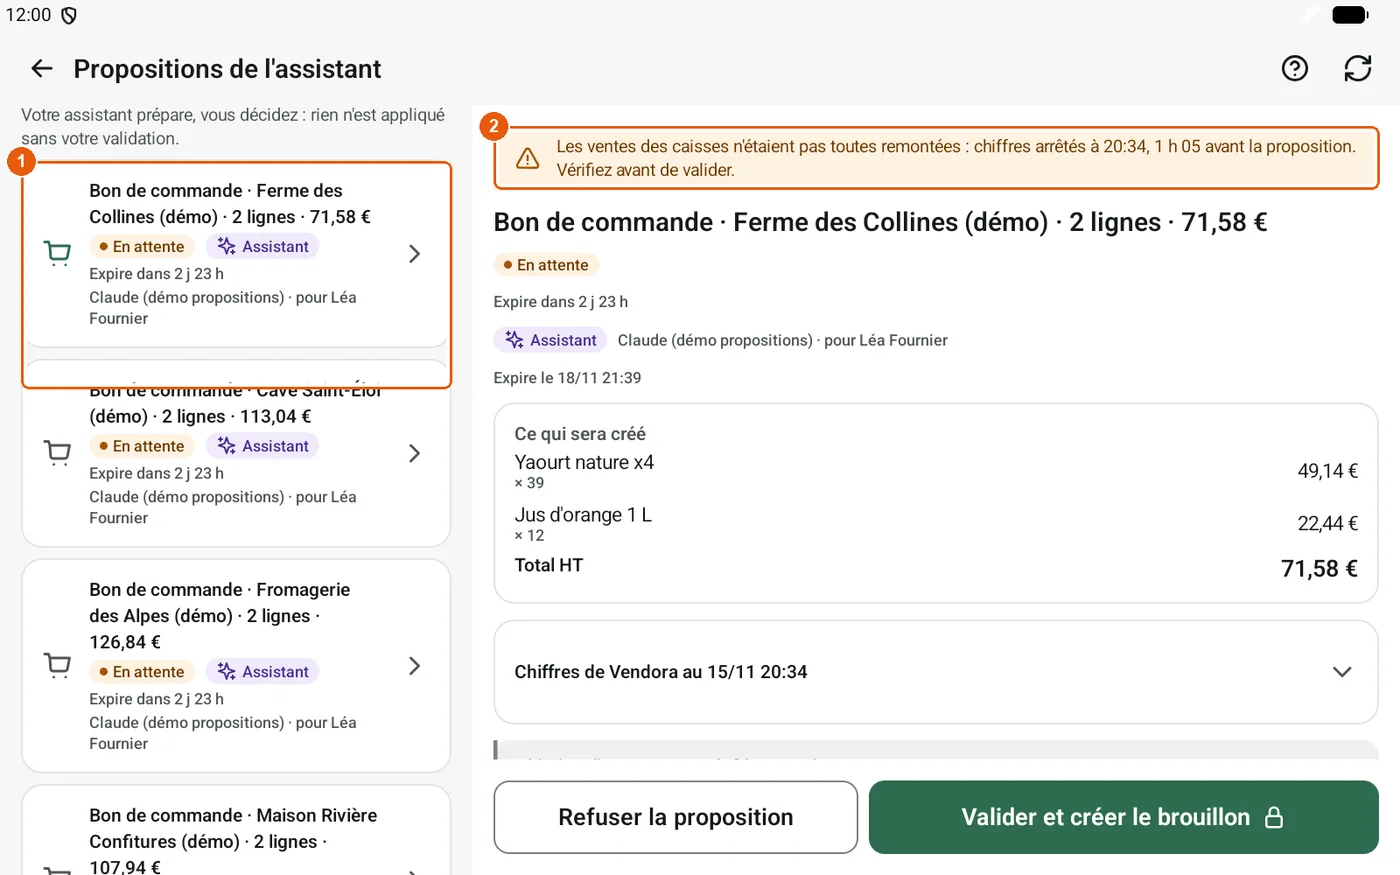 12:00
Propositions de l'assistant
Votre assistant prépare, vous décidez : rien n'est appliqué
sans votre validation.
1
Bon de commande · Ferme des
Collines (démo) · 2 lignes · 71,58 €
En attente
Assistant
Expire dans 2 j 23 h
Claude (démo propositions) · pour Léa
Fournier
Bon de commande · Cave Saint-Éloi
(démo) · 2 lignes · 113,04 €
En attente
Assistant
Expire dans 2 j 23 h
Claude (démo propositions) · pour Léa
Fournier
Bon de commande · Fromagerie
des Alpes (démo) · 2 lignes ·
126,84 €
En attente
Assistant
Expire dans 2 j 23 h
Claude (démo propositions) · pour Léa
Fournier
Bon de commande · Maison Rivière
Confitures (démo) · 2 lignes ·
107,94 €
2
Les ventes des caisses n'étaient pas toutes remontées : chiffres arrêtés à 20:34, 1 h 05 avant la proposition.
Vérifiez avant de valider.
Bon de commande · Ferme des Collines (démo) · 2 lignes · 71,58 €
En attente
Expire dans 2 j 23 h
Assistant
Claude (démo propositions) · pour Léa Fournier
Expire le 18/11 21:39
Ce qui sera créé
Yaourt nature x4
× 39
49,14 €
Jus d'orange 1 L
× 12
22,44 €
Total HT
71,58 €
Chiffres de Vendora au 15/11 20:34
Refuser la proposition
Valider et créer le brouillon